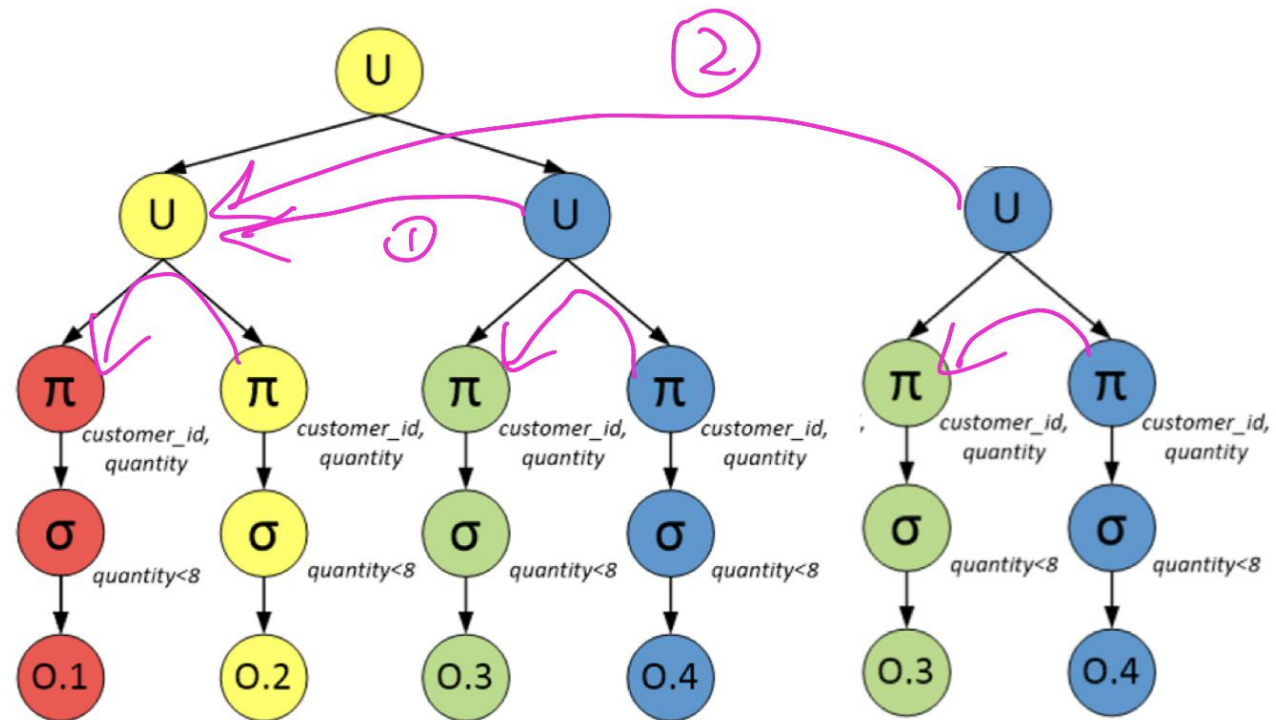 2
U
U
U
U
1
π
π
π
π
π
π
customer_id,
quantity
customer_id,
quantity
customer_id,
quantity
customer_id,
quantity
,
customer_id,
quantity
customer_id,
quantity
σ
σ
σ
σ
σ
σ
quantity<8
quantity<8
quantity<8
quantity<8
quantity<8
quantity<8
O.1
O.2
O.3
O.4
O.3
O.4